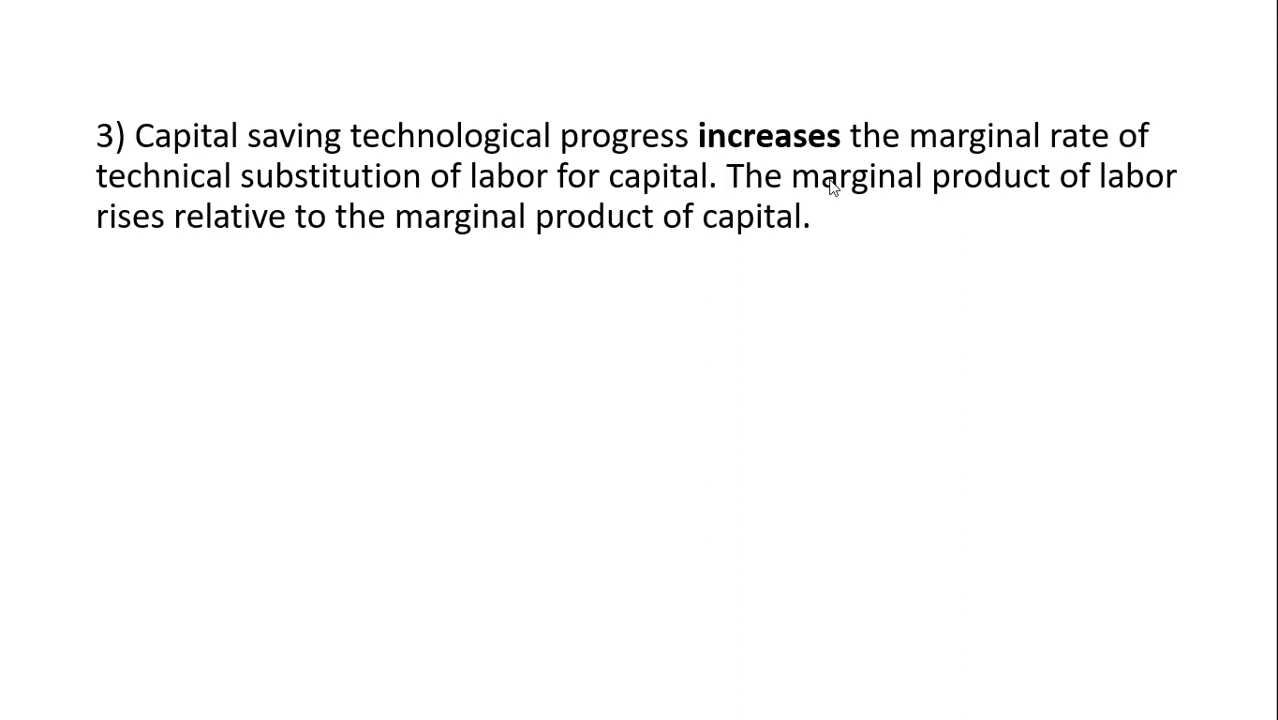 3) Capital saving technological progress increases the marginal rate of
technical substitution of labor for capital. The marginal product of labor
rises relative to the marginal product of capital.